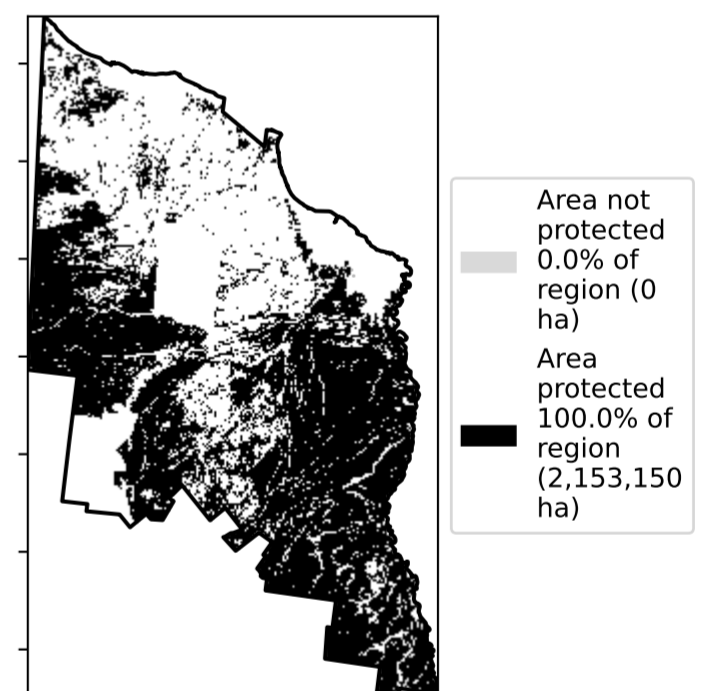 Area not
protected
0.0% of
region (0
ha)
Area
protected
100.0% of
region
(2,153,150
ha)